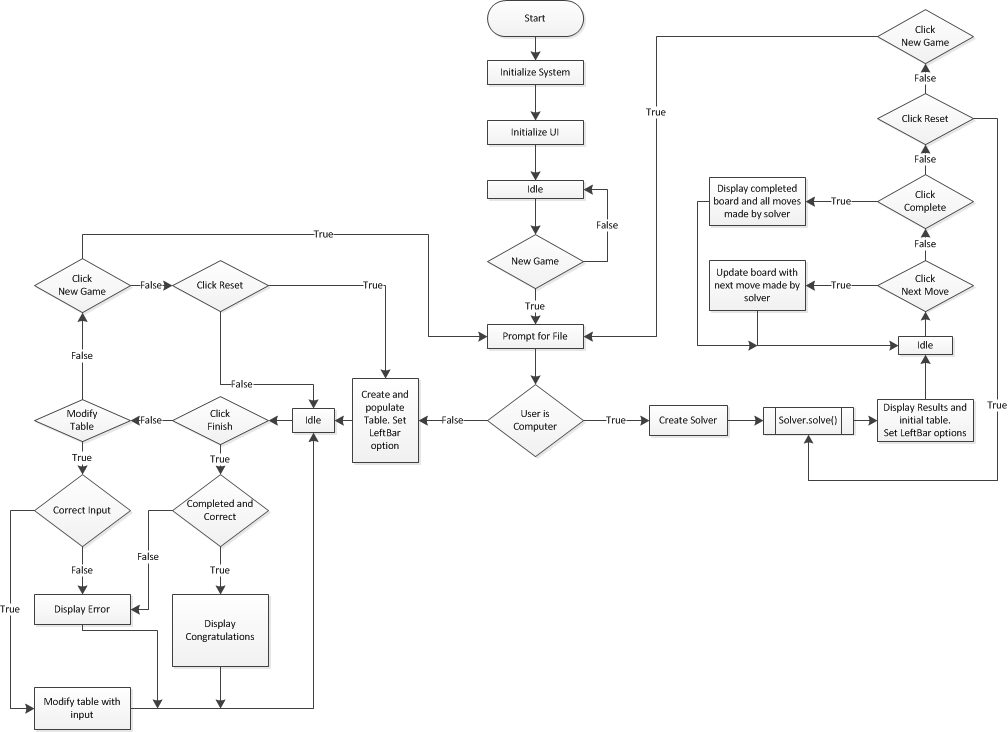 Start
Initialize System
Initialize UI
Idle
False
New Game
True
Prompt for File
User is
Computer
False
True
Create Solver
Solver.solve()
Display Results and
initial table.
Set LeftBar options
Idle
Click
Next Move
True
Update board with
next move made by
solver
False
Click
Complete
True
Display completed
board and all moves
made by solver
False
Click Reset
True
False
Click
New Game
True
Create and
populate
Table. Set
LeftBar
option
Idle
Click
Finish
False
True
Modify
Table
False
True
Click
New Game
True
False
Click Reset
True
False
Correct Input
False
True
Completed and
Correct
False
True
Display Error
Display
Congratulations
Modify table with
input